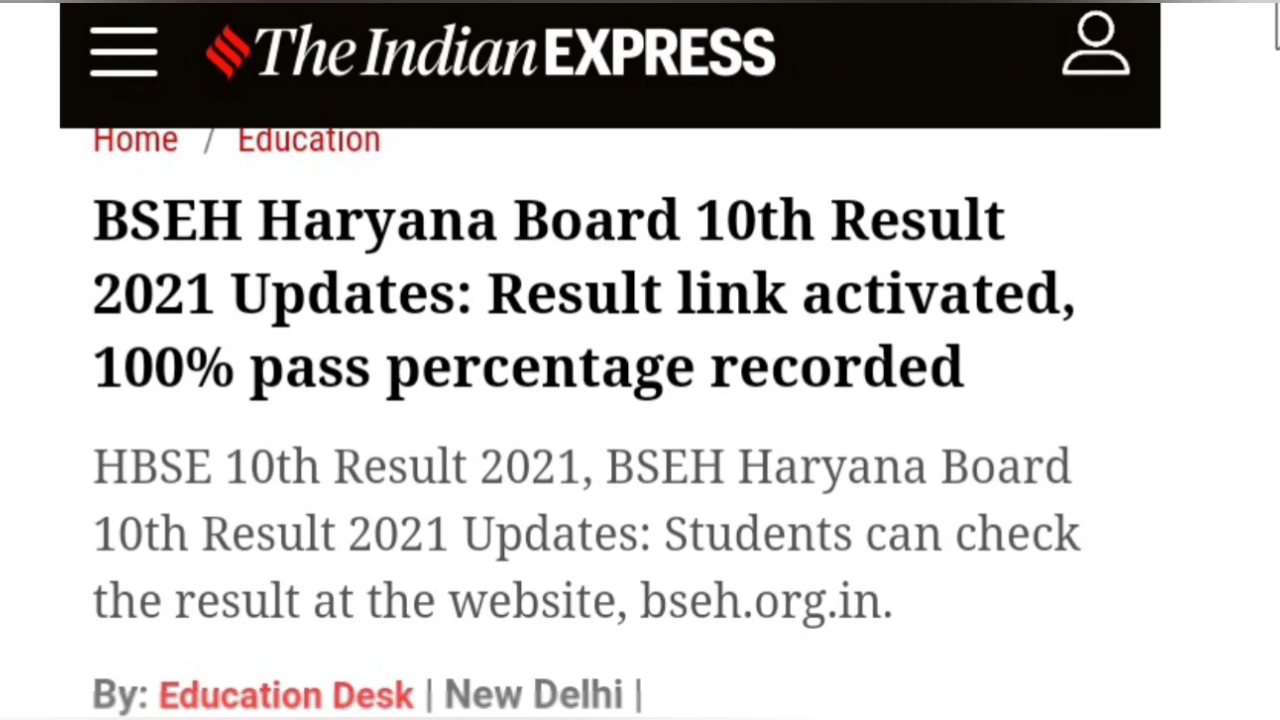 The Indian EXPRESS
Home / Education
BSEH Haryana Board 10th Result
2021 Updates: Result link activated,
100% pass percentage recorded
HBSE 10th Result 2021, BSEH Haryana Board
10th Result 2021 Updates: Students can check
the result at the website, bseh.org.in.
By: Education Desk | New Delhi |